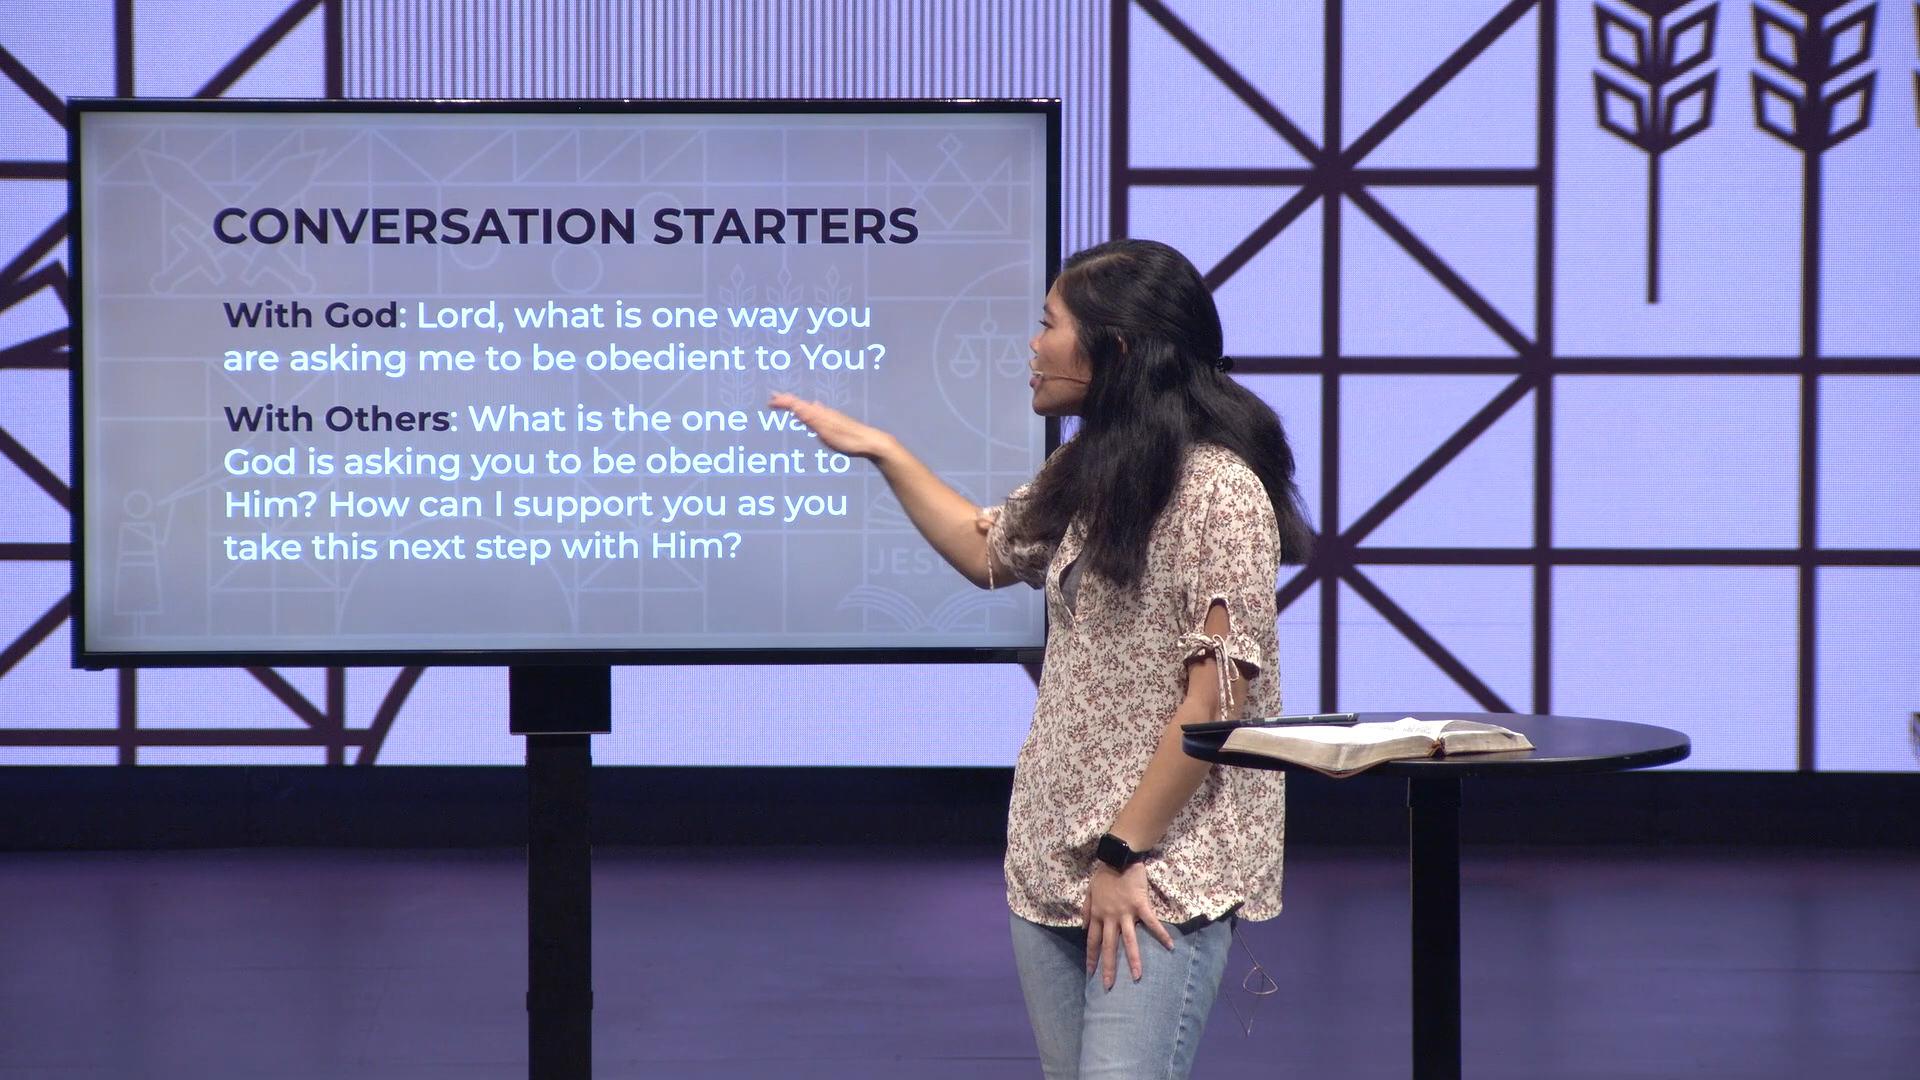 CONVERSATION STARTERS
With God: Lord, what is one way you
are asking me to be obedient to You?
With Others: What is the one way
God is asking you to be obedient to
Him? How can I support you as you
take this next step with Him?